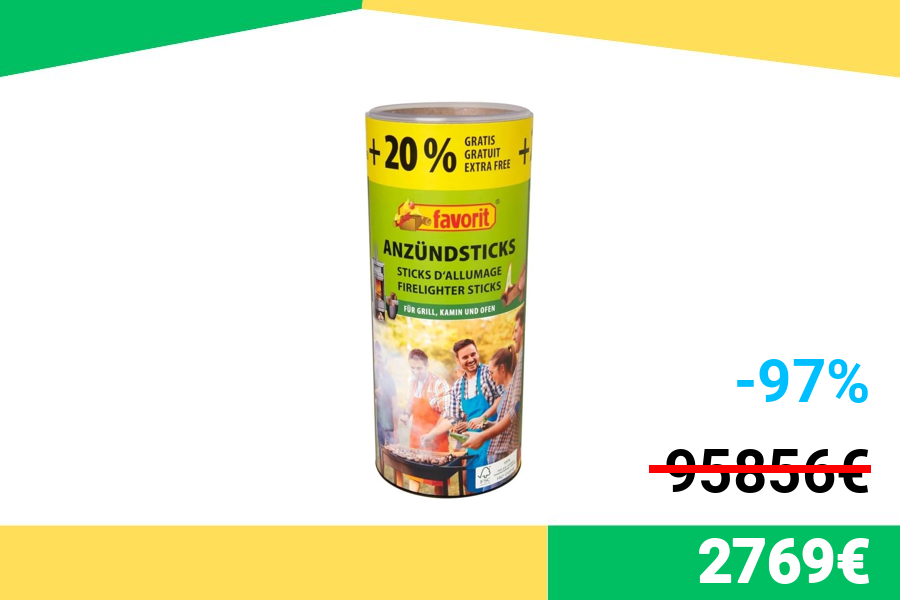 + 20 % GRATIS
GRATUIT
EXTRA FREE +
favorit®
ANZÜNDSTICKS
STICKS D'ALLUMAGE
FIRELIGHTER STICKS
FÜR GRILL, KAMIN UND OFEN
FSC
-97%
95856€
2769€